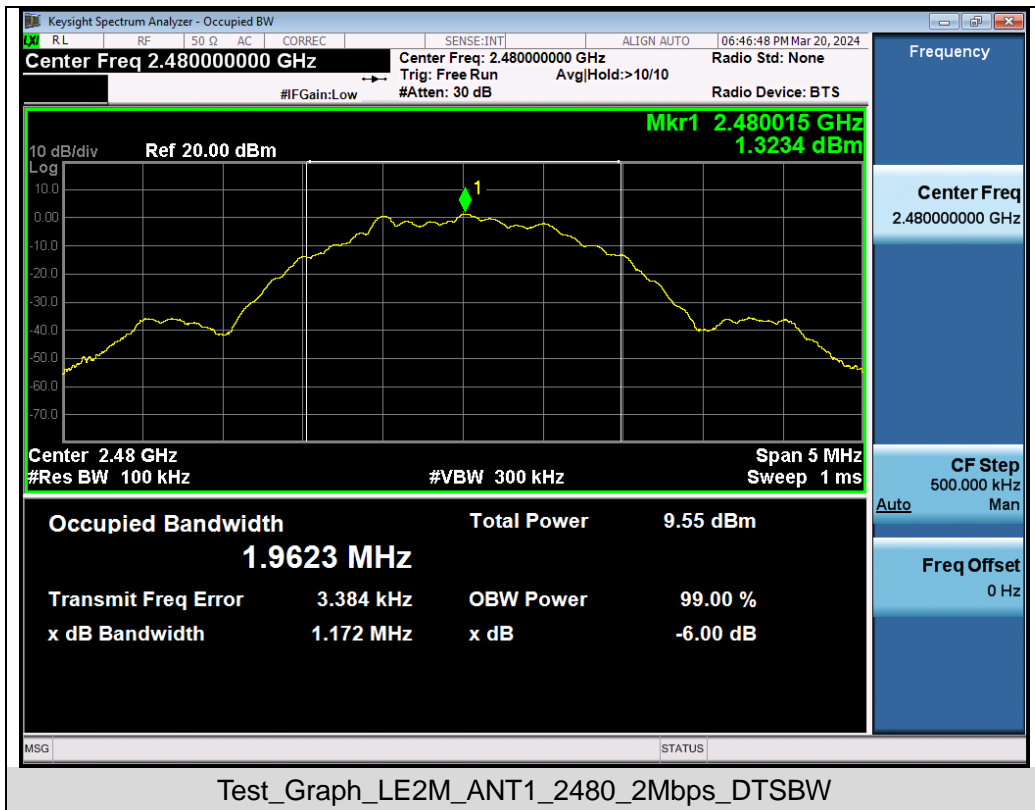 Keysight Spectrum Analyzer - Occupied BW
LXI RL RF 50 Ω AC CORREC SENSE:INT ALIGN AUTO 06:46:48 PM Mar 20, 2024
Center Freq 2.480000000 GHz
Center Freq: 2.480000000 GHz
Radio Std: None
Trig: Free Run Avg|Hold:>10/10
#IFGain:Low
#Atten: 30 dB
Radio Device: BTS
Mkr1 2.480015 GHz
1.3234 dBm
10 dB/div Ref 20.00 dBm
Log
10.0
0.00
-10.0
-20.0
-30.0
-40.0
-50.0
-60.0
-70.0
1
Center 2.48 GHz
Span 5 MHz
#Res BW 100 kHz
#VBW 300 kHz
Sweep 1 ms
Occupied Bandwidth
Total Power 9.55 dBm
1.9623 MHz
Transmit Freq Error 3.384 kHz
OBW Power 99.00 %
x dB Bandwidth 1.172 MHz
x dB -6.00 dB
MSG
STATUS
Frequency
Center Freq
2.480000000 GHz
CF Step
500.000 kHz
Auto Man
Freq Offset
0 Hz
Test_Graph_LE2M_ANT1_2480_2Mbps_DTSBW